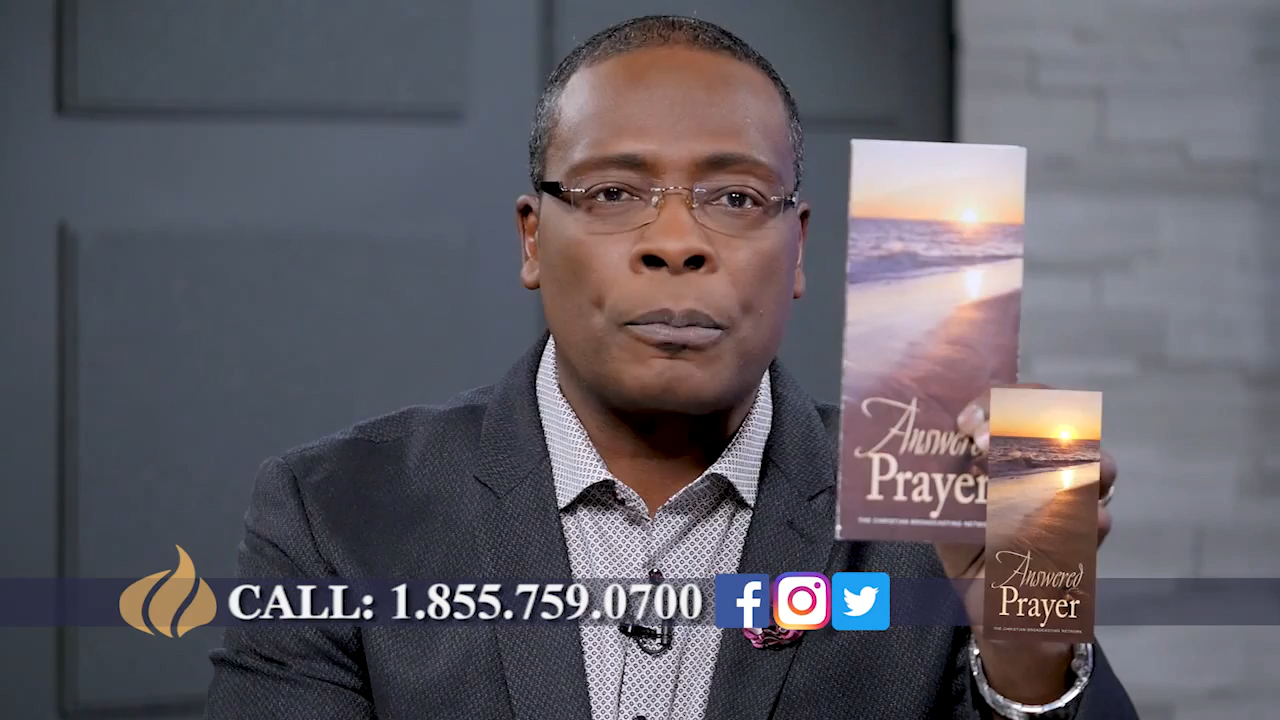 Answered
Prayer
THE CHRISTIAN BROADCASTING NETWORK
Answered
Prayer
THE CHRISTIAN BROADCASTING NETWORK
CALL: 1.855.759.0700